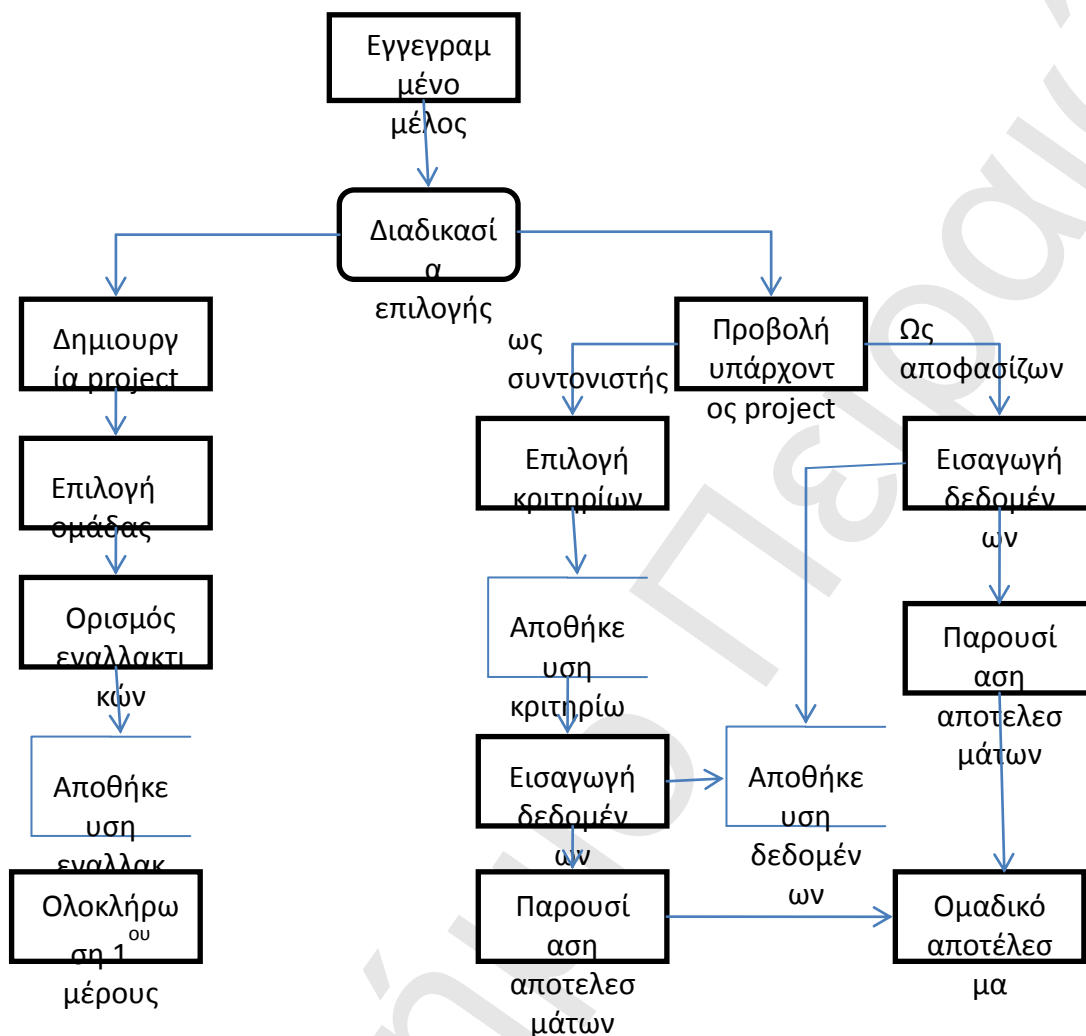 Εγγεγραμ
μένο
μέλος
Διαδικασί
α
επιλογής
Δημιουργ
ία project
Επιλογή
ομάδας
Ορισμός
εναλλακτι
κών
Αποθήκε
υση
εναλλακ
Ολοκλήρω
ση 1ου
μέρους
ως
συντονιστής
Προβολή
υπάρχοντ
ος project
Ως
αποφασίζων
Επιλογή
κριτηρίων
Αποθήκε
υση
κριτηρίω
Εισαγωγή
δεδομέν
ων
Παρουσί
αση
αποτελεσ
μάτων
Αποθήκε
υση
δεδομέν
ων
Εισαγωγή
δεδομέν
ων
Παρουσί
αση
αποτελεσ
μάτων
Ομαδικό
αποτέλεσ
μα